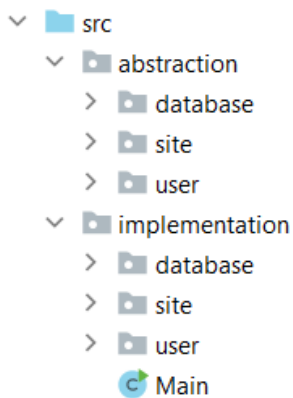 src
abstraction
database
site
user
implementation
database
site
user
C Main